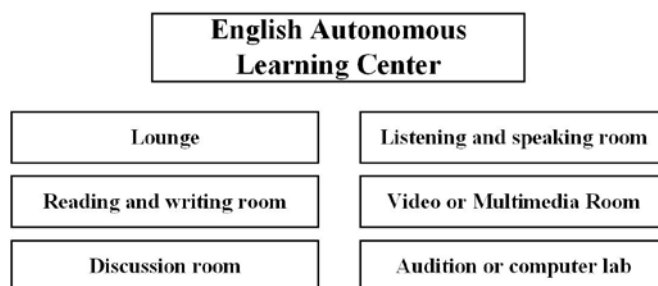 English Autonomous
Learning Center
Lounge
Listening and speaking room
Reading and writing room
Video or Multimedia Room
Discussion room
Audition or computer lab